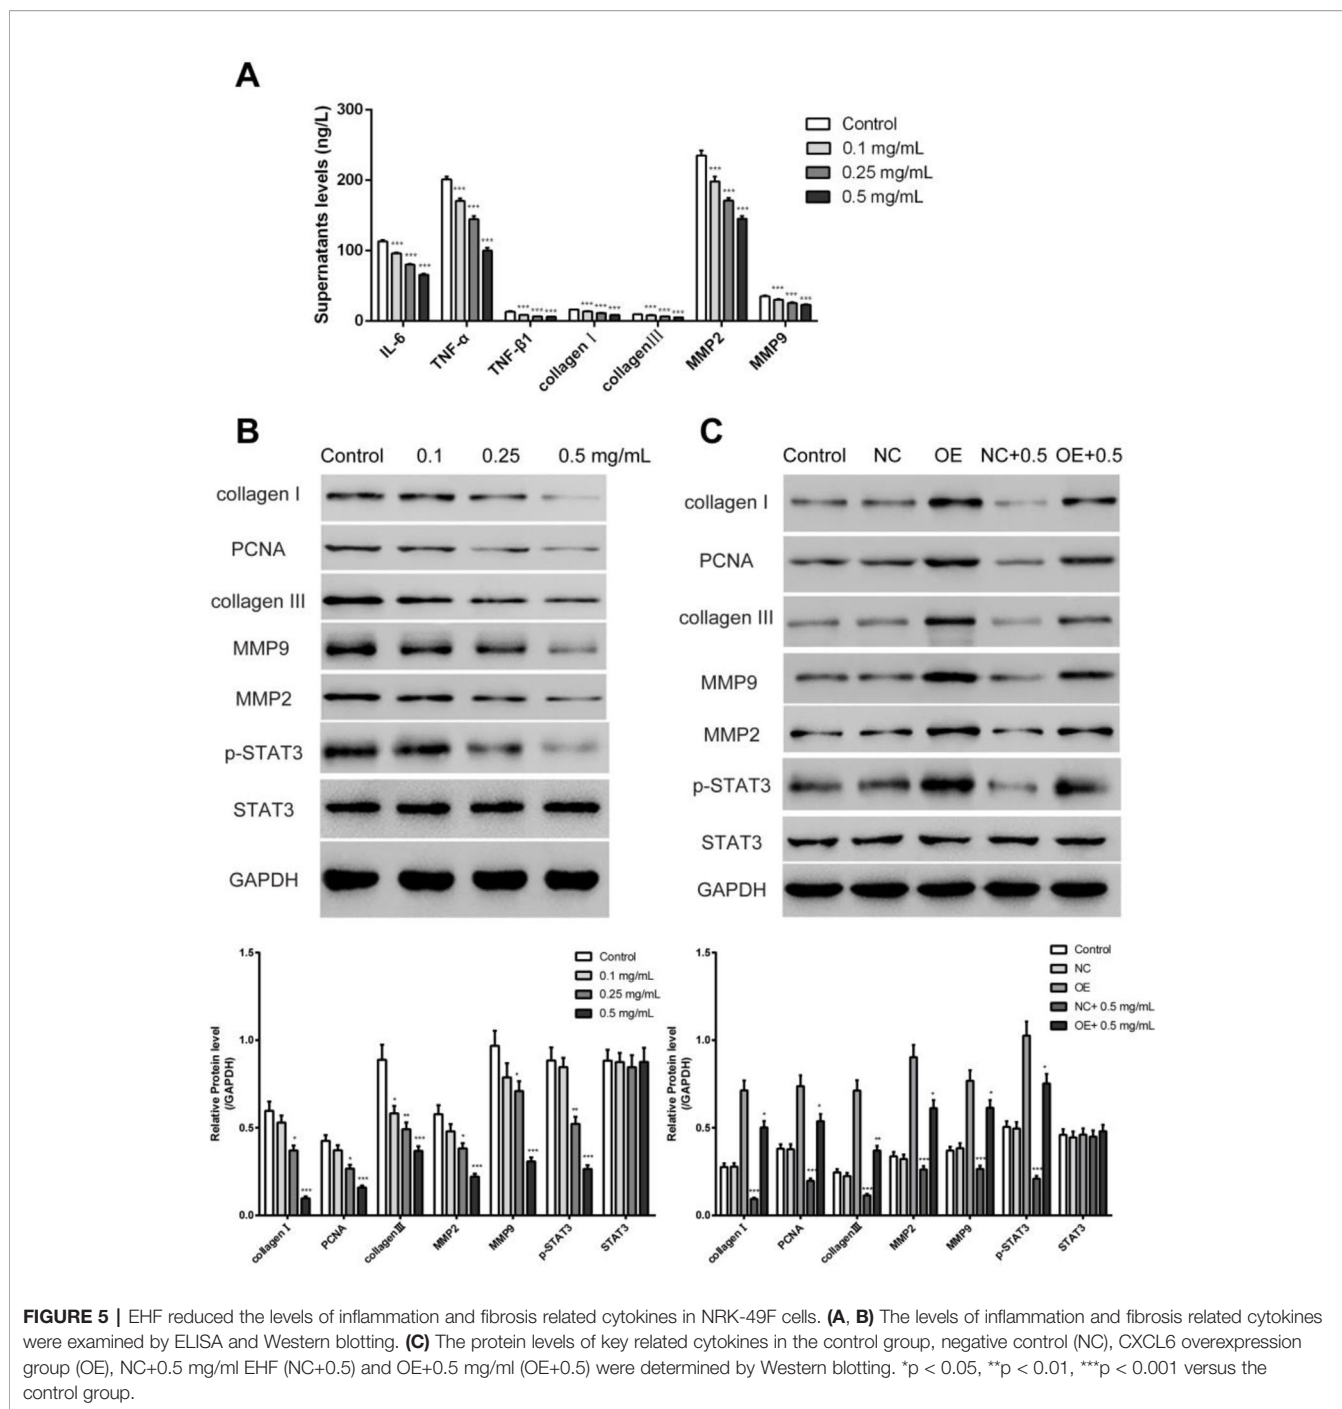 A
Supernatants levels (ng/L)
300
200
100
0
Control
0.1 mg/mL
0.25 mg/mL
0.5 mg/mL
*** *** ***
*** *** ***
*** *** ***
*** *** ***
*** *** ***
*** *** ***
*** *** ***
IL-6
TNF-α
TNF-β1
collagen Ⅰ
collagenⅢ
MMP2
MMP9
B
Control 0.1 0.25 0.5 mg/mL
collagen I
PCNA
collagen III
MMP9
MMP2
p-STAT3
STAT3
GAPDH
C
Control NC OE NC+0.5 OE+0.5
collagen I
PCNA
collagen III
MMP9
MMP2
p-STAT3
STAT3
GAPDH
Relative Protein level
(/GAPDH)
1.5
1.0
0.5
0.0
Control
0.1 mg/mL
0.25 mg/mL
0.5 mg/mL
* ***
* ***
* ** ***
* ***
* ***
** ***
collagen Ⅰ
PCNA
collagenⅢ
MMP2
MMP9
p-STAT3
STAT3
Relative Protein level
(/GAPDH)
1.5
1.0
0.5
0.0
Control
NC
OE
NC+ 0.5 mg/mL
OE+ 0.5 mg/mL
*** *
*** *
*** **
*** *
*** *
*** *
collagen Ⅰ
PCNA
collagenⅢ
MMP2
MMP9
p-STAT3
STAT3
FIGURE 5 | EHF reduced the levels of inflammation and fibrosis related cytokines in NRK-49F cells. (A, B) The levels of inflammation and fibrosis related cytokines
were examined by ELISA and Western blotting. (C) The protein levels of key related cytokines in the control group, negative control (NC), CXCL6 overexpression
group (OE), NC+0.5 mg/ml EHF (NC+0.5) and OE+0.5 mg/ml (OE+0.5) were determined by Western blotting. *p < 0.05, **p < 0.01, ***p < 0.001 versus the
control group.